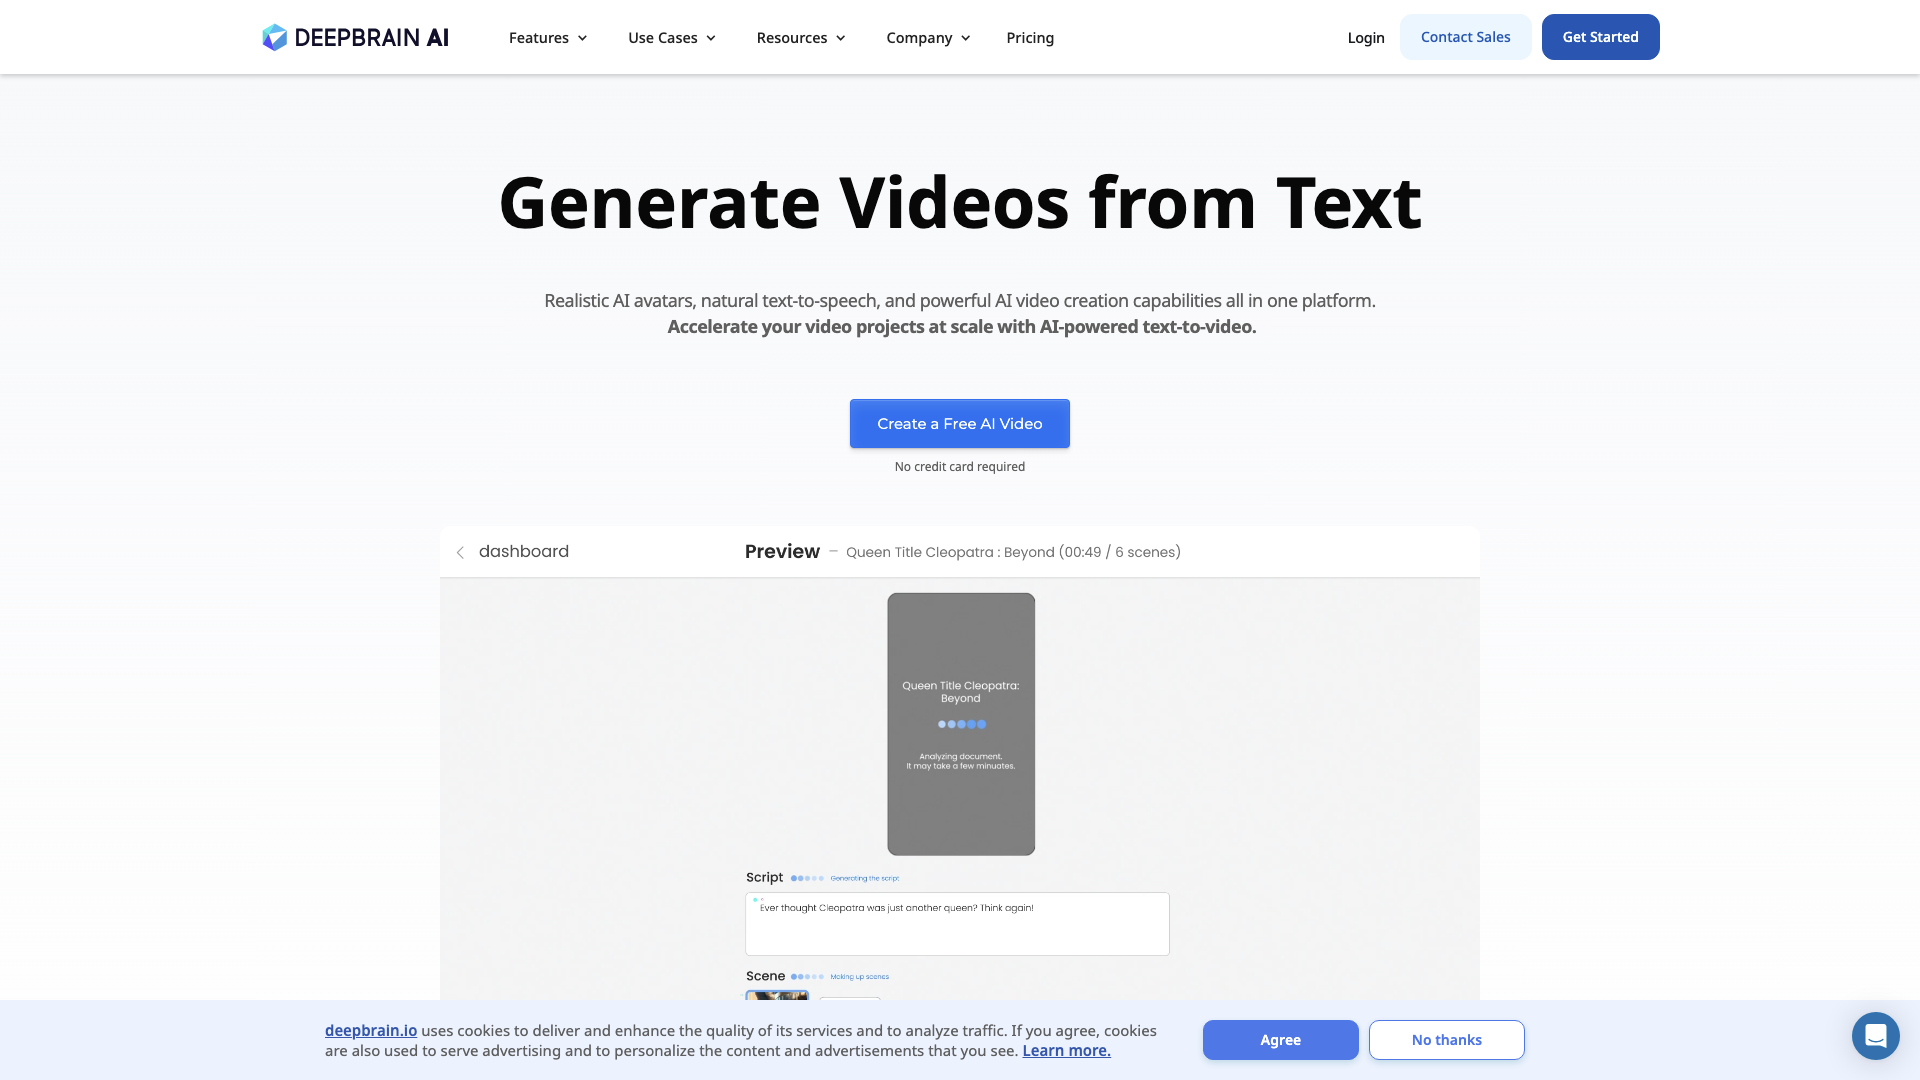 DEEPBRAIN AI
Features
Use Cases
Resources
Company
Pricing
Login
Contact Sales
Get Started
Generate Videos from Text
Realistic AI avatars, natural text-to-speech, and powerful AI video creation capabilities all in one platform.
Accelerate your video projects at scale with AI-powered text-to-video.
Create a Free AI Video
No credit card required
dashboard
Preview – Queen Title Cleopatra : Beyond (00:49 / 6 scenes)
Queen Title Cleopatra:
Beyond
Analyzing document.
It may take a few minuates.
Script Generating the script
Ever thought Cleopatra was just another queen? Think again!
Scene Making up scenes
deepbrain.io uses cookies to deliver and enhance the quality of its services and to analyze traffic. If you agree, cookies
are also used to serve advertising and to personalize the content and advertisements that you see. Learn more.
Agree
No thanks